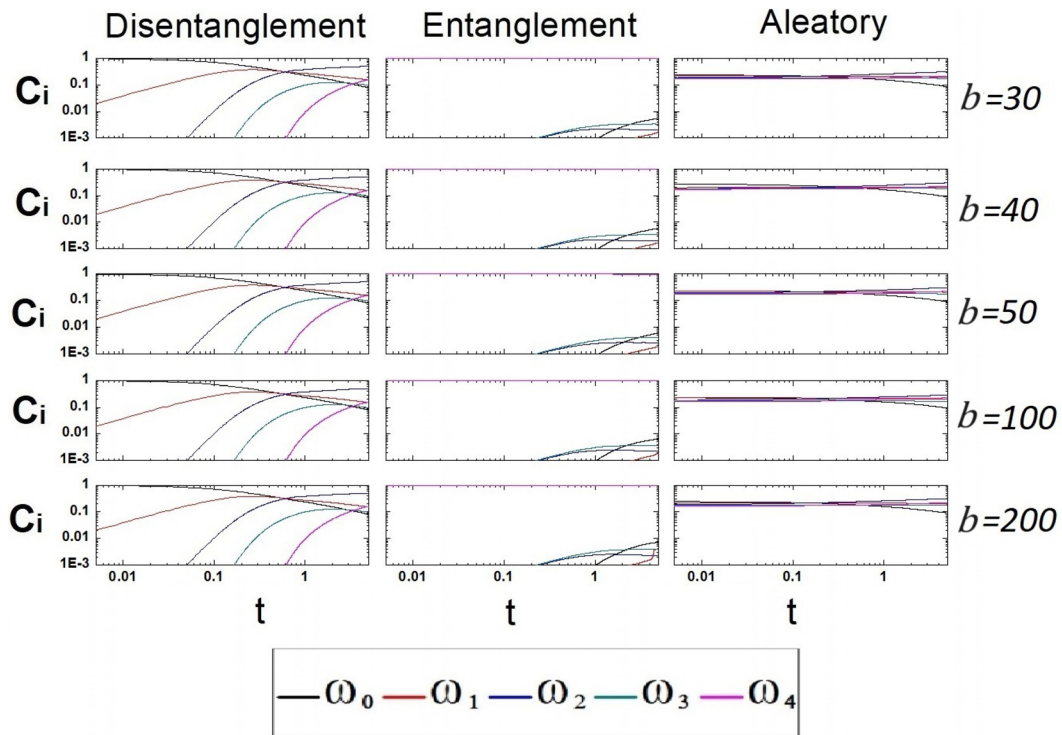 Disentanglement Entanglement Aleatory
1
0.1
0.01
1E-3
Ci
b=30
1
0.1
0.01
1E-3
Ci
b=40
1
0.1
0.01
1E-3
Ci
b=50
1
0.1
0.01
1E-3
Ci
b=100
1
0.1
0.01
1E-3
Ci
b=200
0.01 0.1 1 0.01 0.1 1 0.01 0.1 1
t t t
ω0 ω1 ω2 ω3 ω4